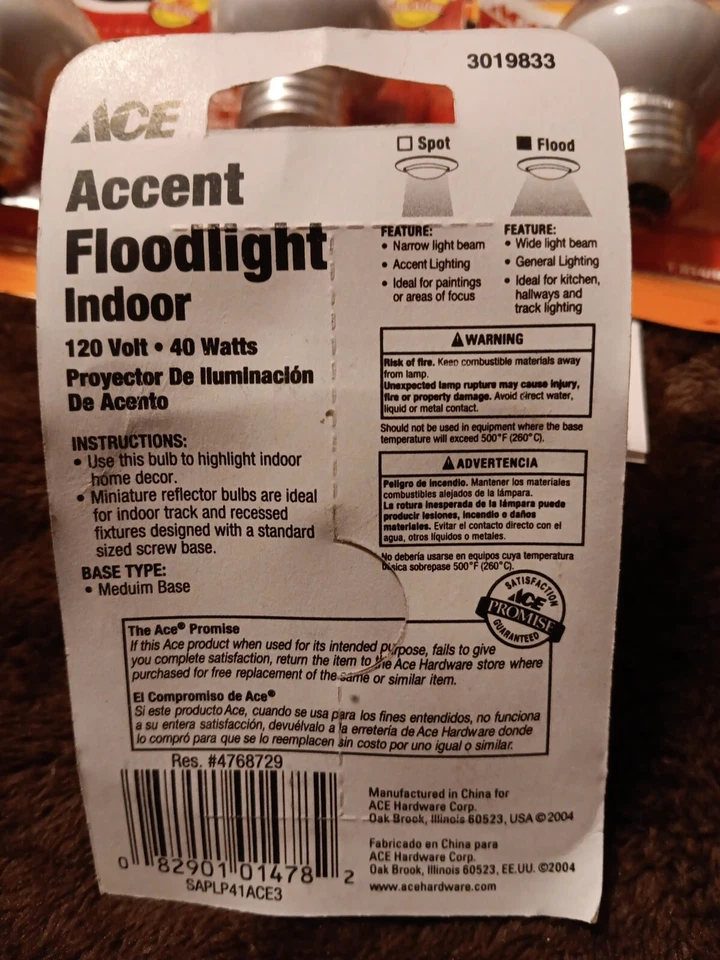 3019833
ACE
Accent
Floodlight
Indoor
120 Volt • 40 Watts
Proyector De Iluminación
De Acento
INSTRUCTIONS:
• Use this bulb to highlight indoor
home decor.
• Miniature reflector bulbs are ideal
for indoor track and recessed
fixtures designed with a standard
sized screw base.
BASE TYPE:
• Meduim Base
Spot
FEATURE:
• Narrow light beam
• Accent Lighting
• Ideal for paintings
or areas of focus
Flood
FEATURE:
• Wide light beam
• General Lighting
• Ideal for kitchen,
hallways and
track lighting
WARNING
Risk of fire. Keep combustible materials away
from lamp.
Unexpected lamp rupture may cause injury,
fire or property damage. Avoid direct water,
liquid or metal contact.
Should not be used in equipment where the base
temperature will exceed 500°F (260°C).
ADVERTENCIA
Peligro de incendio. Mantener los materiales
combustibles alejados de la lámpara.
La rotura inesperada de la lámpara puede
producir lesiones, incendio o daños
materiales. Evitar el contacto directo con el
agua, otros líquidos o metales.
No debería usarse en equipos cuya temperatura
básica sobrepase 500°F (260°C).
SATISFACTION
ACE
PROMISE
GUARANTEED
The Ace® Promise
If this Ace product when used for its intended purpose, fails to give
you complete satisfaction, return the item to the Ace Hardware store where
purchased for free replacement of the same or similar item.
El Compromiso de Ace®
Si este producto Ace, cuando se usa para los fines entendidos, no funciona
a su entera satisfacción, devuélvalo a la erretería de Ace Hardware donde
lo compró para que se lo reemplacen sin costo por uno igual o similar.
Res. #4768729
0 82901 01478 2
SAPLP41ACE3
Manufactured in China for
ACE Hardware Corp.
Oak Brook, Illinois 60523, USA ©2004
Fabricado en China para
ACE Hardware Corp.
Oak Brook, Illinois 60523, EE.UU. ©2004
www.acehardware.com